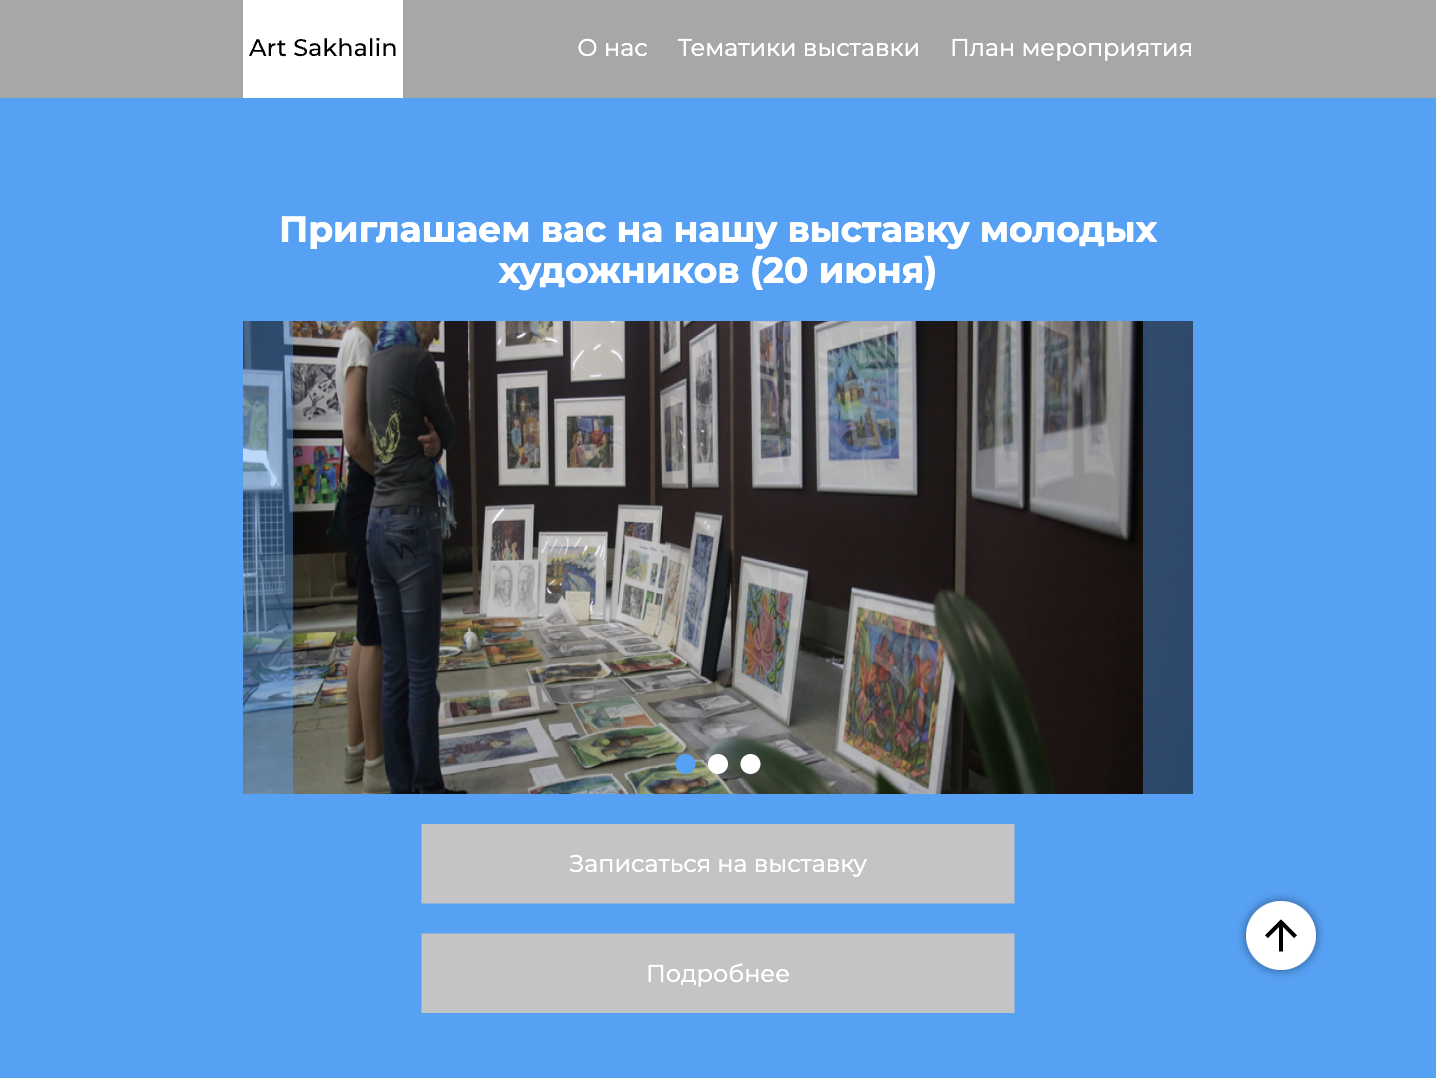 Art Sakhalin
О нас
Тематики выставки
План мероприятия
Приглашаем вас на нашу выставку молодых
художников (20 июня)
Записаться на выставку
Подробнее